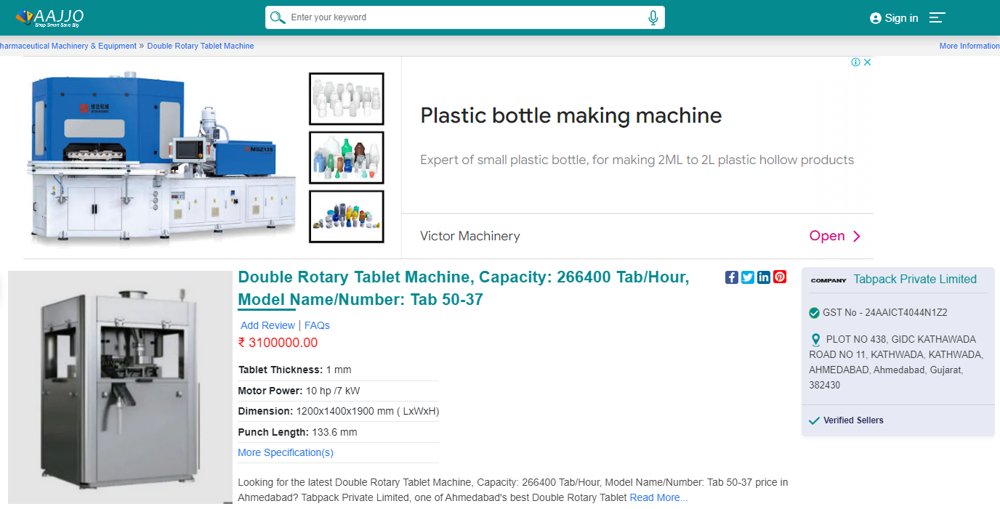 AAJJO
Shop Smart Save Big
Enter your keyword
Sign in
harmaceutical Machinery & Equipment » Double Rotary Tablet Machine
More Information
MSZ135
Plastic bottle making machine
Expert of small plastic bottle, for making 2ML to 2L plastic hollow products
Victor Machinery
Open
Double Rotary Tablet Machine, Capacity: 266400 Tab/Hour,
Model Name/Number: Tab 50-37
Add Review | FAQs
₹ 3100000.00
Tablet Thickness: 1 mm
Motor Power: 10 hp /7 kW
Dimension: 1200x1400x1900 mm ( LxWxH)
Punch Length: 133.6 mm
More Specification(s)
Looking for the latest Double Rotary Tablet Machine, Capacity: 266400 Tab/Hour, Model Name/Number: Tab 50-37 price in
Ahmedabad? Tabpack Private Limited, one of Ahmedabad's best Double Rotary Tablet Read More...
COMPANY Tabpack Private Limited
GST No - 24AAICT4044N1Z2
PLOT NO 438, GIDC KATHAWADA
ROAD NO 11, KATHWADA, KATHWADA,
AHMEDABAD, Ahmedabad, Gujarat,
382430
Verified Sellers